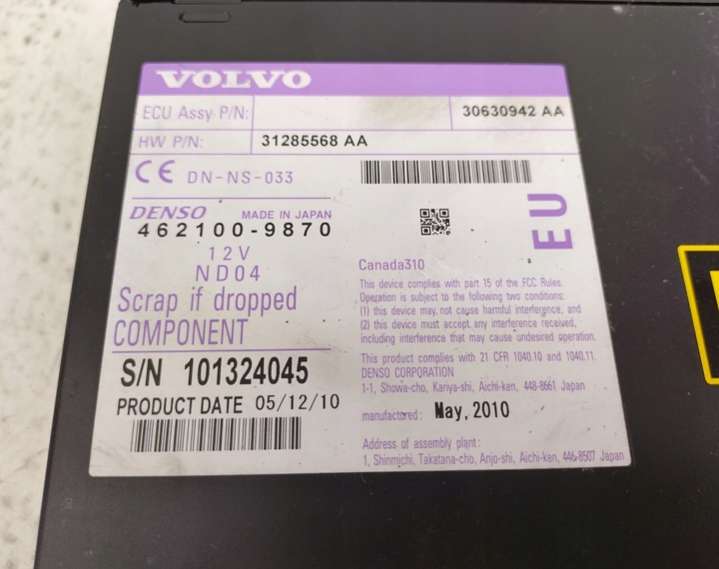 VOLVO
ECU Assy P/N: 30630942 AA
HW P/N: 31285568 AA
CE DN-NS-033
DENSO MADE IN JAPAN
462100-9870
12V
ND04
Scrap if dropped
COMPONENT
S/N 101324045
PRODUCT DATE 05/12/10
EU
Canada310
This device complies with part 15 of the FCC Rules.
Operation is subject to the following two conditions:
(1) this device may not cause harmful interference, and
(2) this device must accept any interference received,
including interference that may cause undesired operation.
This product complies with 21 CFR 1040.10 and 1040.11.
DENSO CORPORATION
1-1, Showa-cho, Kariya-shi, Aichi-ken, 448-8661 Japan
manufactured: May, 2010
Address of assembly plant:
1, Shinmichi, Takatana-cho, Anjo-shi, Aichi-ken, 446-8507 Japan